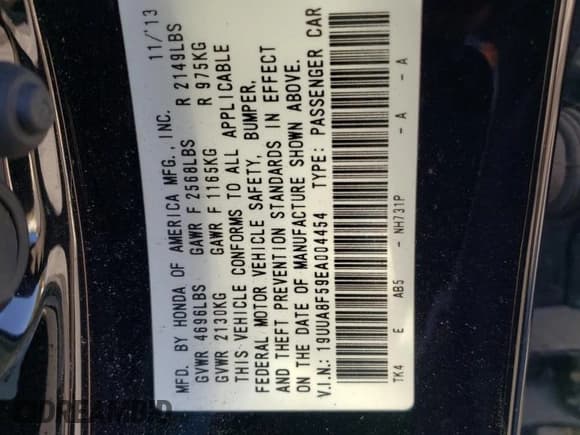 MFD. BY HONDA OF AMERICA MFG., INC. 11/'13
GVWR 4696LBS GAWR F 2568LBS R 2149LBS
GVWR 2130KG GAWR F 1165KG R 975KG
THIS VEHICLE CONFORMS TO ALL APPLICABLE
FEDERAL MOTOR VEHICLE SAFETY, BUMPER,
AND THEFT PREVENTION STANDARDS IN EFFECT
ON THE DATE OF MANUFACTURE SHOWN ABOVE.
V.I.N.: 19UUA8F59EA004454 TYPE: PASSENGER CAR
TK4 E AB5 - NH731P - A - A
DREAMBID